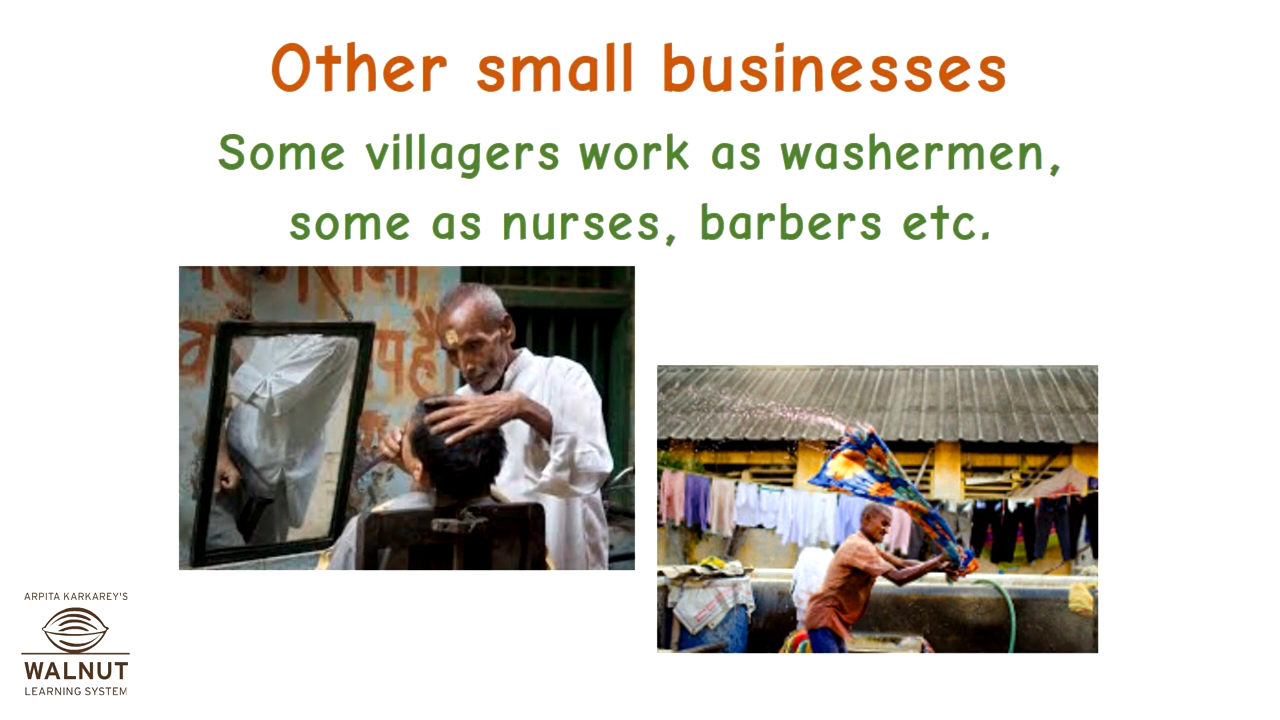 Other small businesses
Some villagers work as washermen,
some as nurses, barbers etc.
ARPITA KARKAREY'S
WALNUT
LEARNING SYSTEM